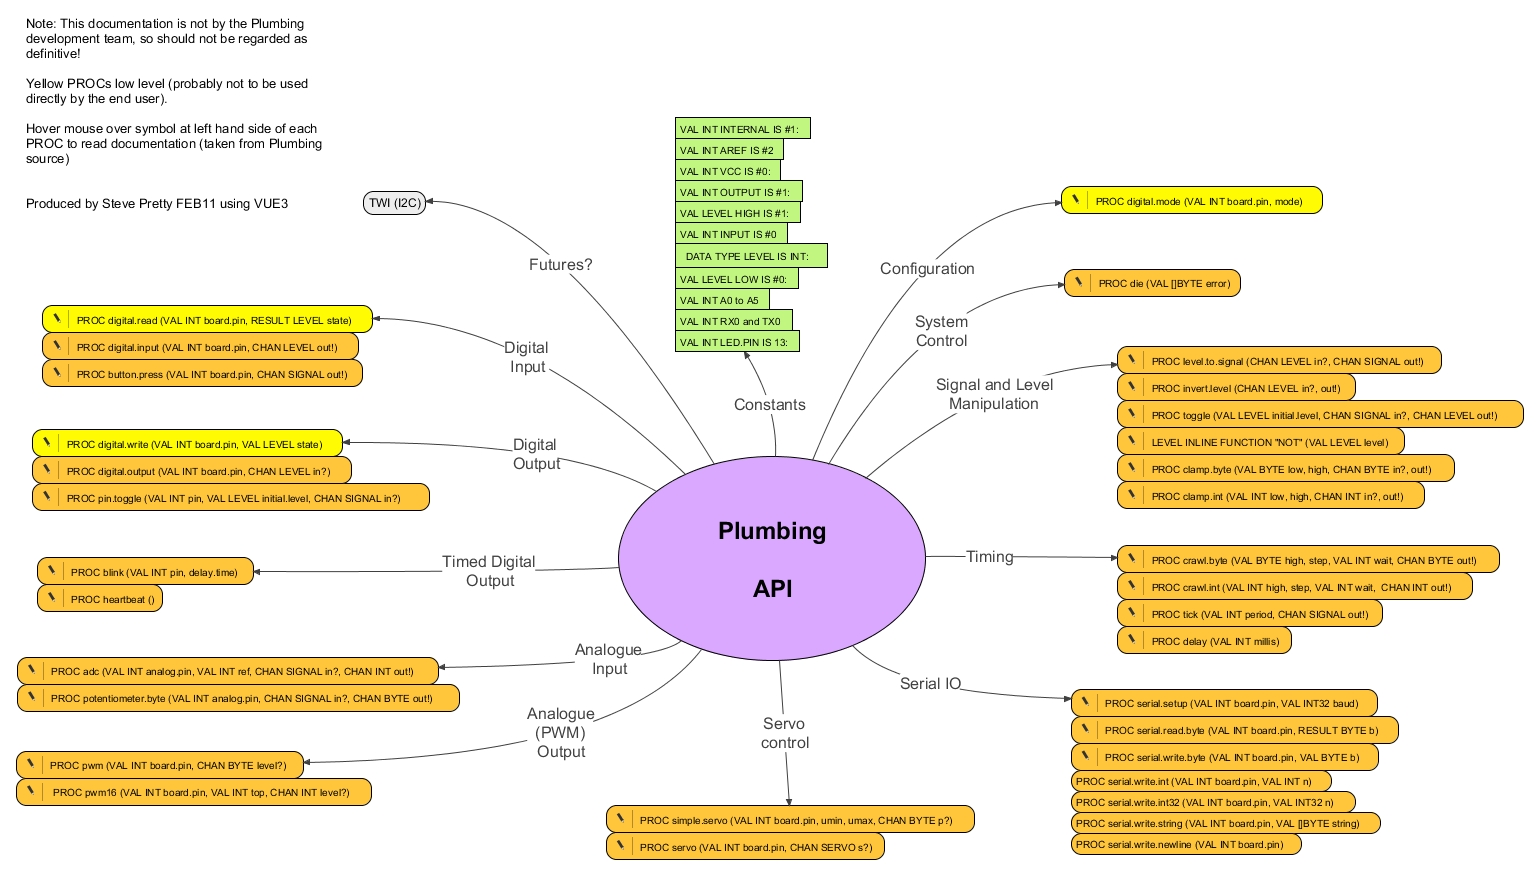 Note: This documentation is not by the Plumbing
development team, so should not be regarded as
definitive!
Yellow PROCs low level (probably not to be used
directly by the end user).
Hover mouse over symbol at left hand side of each
PROC to read documentation (taken from Plumbing
source)
Produced by Steve Pretty FEB11 using VUE3
TWI (I2C)
Futures?
VAL INT INTERNAL IS #1:
VAL INT AREF IS #2
VAL INT VCC IS #0:
VAL INT OUTPUT IS #1:
VAL LEVEL HIGH IS #1:
VAL INT INPUT IS #0
DATA TYPE LEVEL IS INT:
VAL LEVEL LOW IS #0:
VAL INT A0 to A5
VAL INT RX0 and TX0
VAL INT LED.PIN IS 13:
Constants
PROC digital.mode (VAL INT board.pin, mode)
Configuration
PROC die (VAL []BYTE error)
System
Control
PROC digital.read (VAL INT board.pin, RESULT LEVEL state)
PROC digital.input (VAL INT board.pin, CHAN LEVEL out!)
PROC button.press (VAL INT board.pin, CHAN SIGNAL out!)
Digital
Input
Signal and Level
Manipulation
PROC level.to.signal (CHAN LEVEL in?, CHAN SIGNAL out!)
PROC invert.level (CHAN LEVEL in?, out!)
PROC toggle (VAL LEVEL initial.level, CHAN SIGNAL in?, CHAN LEVEL out!)
LEVEL INLINE FUNCTION "NOT" (VAL LEVEL level)
PROC clamp.byte (VAL BYTE low, high, CHAN BYTE in?, out!)
PROC clamp.int (VAL INT low, high, CHAN INT in?, out!)
PROC digital.write (VAL INT board.pin, VAL LEVEL state)
PROC digital.output (VAL INT board.pin, CHAN LEVEL in?)
PROC pin.toggle (VAL INT pin, VAL LEVEL initial.level, CHAN SIGNAL in?)
Digital
Output
Plumbing
API
Timed Digital
Output
PROC blink (VAL INT pin, delay.time)
PROC heartbeat ()
Timing
PROC crawl.byte (VAL BYTE high, step, VAL INT wait, CHAN BYTE out!)
PROC crawl.int (VAL INT high, step, VAL INT wait, CHAN INT out!)
PROC tick (VAL INT period, CHAN SIGNAL out!)
PROC delay (VAL INT millis)
Analogue
Input
PROC adc (VAL INT analog.pin, VAL INT ref, CHAN SIGNAL in?, CHAN INT out!)
PROC potentiometer.byte (VAL INT analog.pin, CHAN SIGNAL in?, CHAN BYTE out!)
Analogue
(PWM)
Output
PROC pwm (VAL INT board.pin, CHAN BYTE level?)
PROC pwm16 (VAL INT board.pin, VAL INT top, CHAN INT level?)
Servo
control
PROC simple.servo (VAL INT board.pin, umin, umax, CHAN BYTE p?)
PROC servo (VAL INT board.pin, CHAN SERVO s?)
Serial IO
PROC serial.setup (VAL INT board.pin, VAL INT32 baud)
PROC serial.read.byte (VAL INT board.pin, RESULT BYTE b)
PROC serial.write.byte (VAL INT board.pin, VAL BYTE b)
PROC serial.write.int (VAL INT board.pin, VAL INT n)
PROC serial.write.int32 (VAL INT board.pin, VAL INT32 n)
PROC serial.write.string (VAL INT board.pin, VAL []BYTE string)
PROC serial.write.newline (VAL INT board.pin)